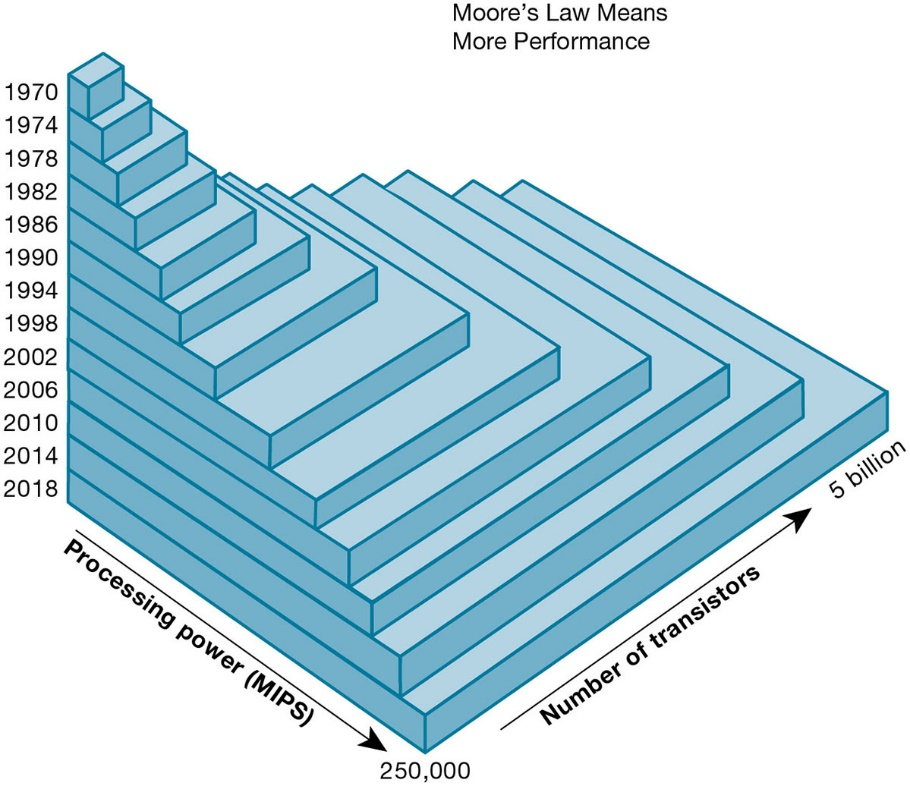 Moore’s Law Means
More Performance
1970
1974
1978
1982
1986
1990
1994
1998
2002
2006
2010
2014
2018
Processing power (MIPS)
250,000
Number of transistors
5 billion